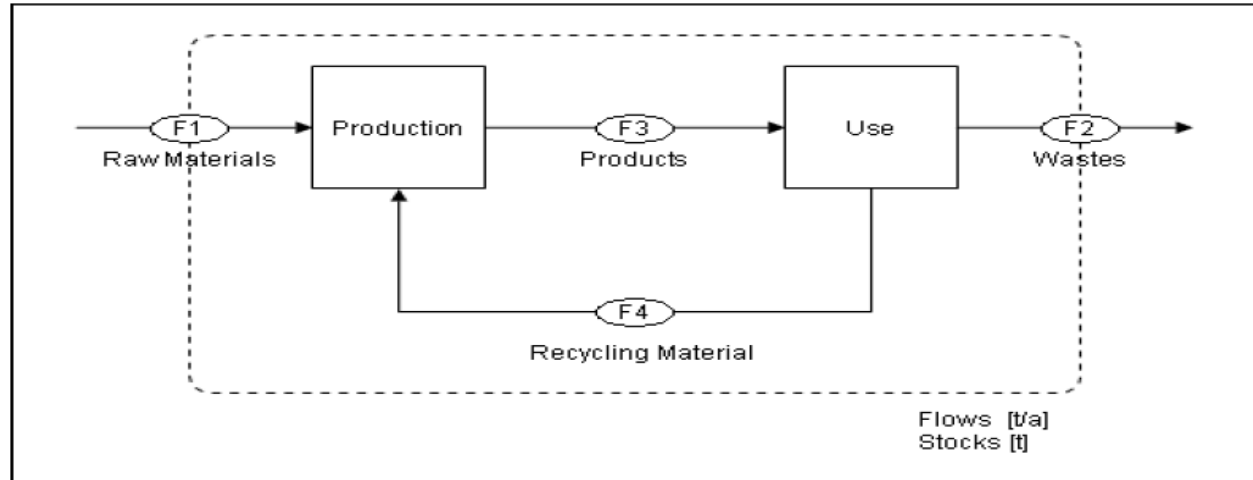 F1
Production
F3
Use
F2
Raw Materials
Products
Wastes
F4
Recycling Material
Flows [t/a]
Stocks [t]